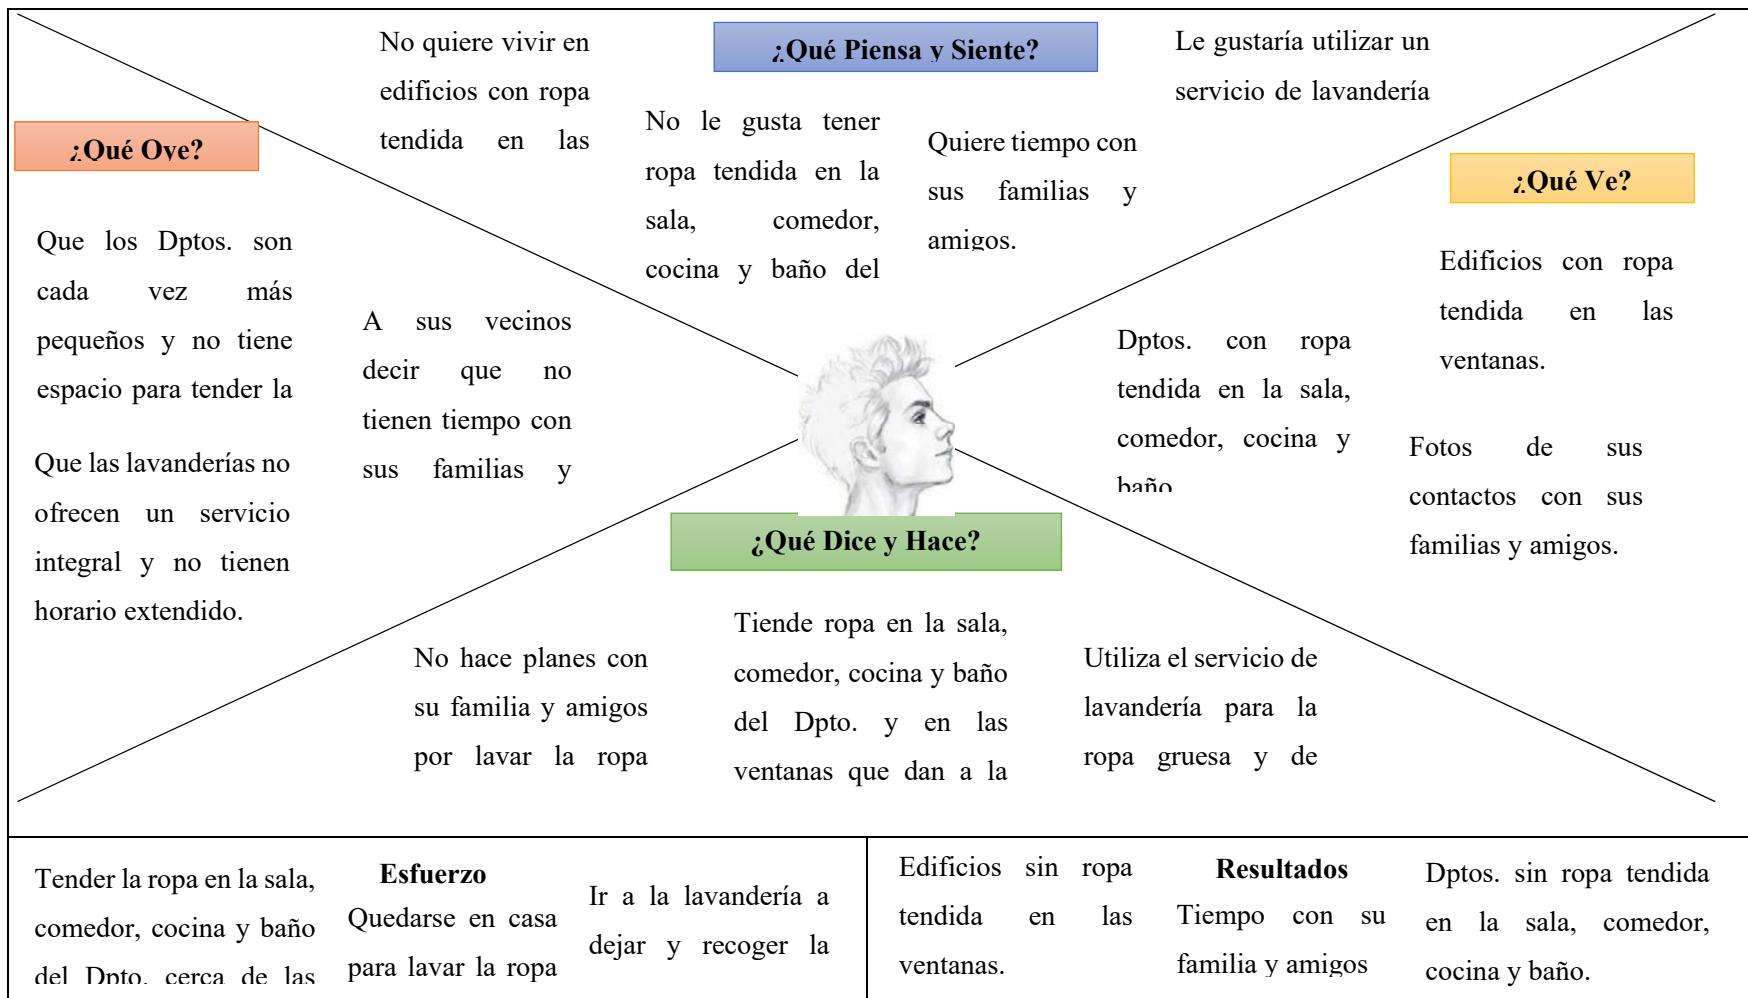 ¿Qué Piensa y Siente?
No quiere vivir en
edificios con ropa
tendida en las
No le gusta tener
ropa tendida en la
sala, comedor,
cocina y baño del
Quiere tiempo con
sus familias y
amigos.
Le gustaría utilizar un
servicio de lavandería
¿Qué Oye?
Que los Dptos. son
cada vez más
pequeños y no tiene
espacio para tender la
Que las lavanderías no
ofrecen un servicio
integral y no tienen
horario extendido.
A sus vecinos
decir que no
tienen tiempo con
sus familias y
¿Qué Ve?
Dptos. con ropa
tendida en la sala,
comedor, cocina y
baño
Edificios con ropa
tendida en las
ventanas.
Fotos de sus
contactos con sus
familias y amigos.
¿Qué Dice y Hace?
No hace planes con
su familia y amigos
por lavar la ropa
Tiende ropa en la sala,
comedor, cocina y baño
del Dpto. y en las
ventanas que dan a la
Utiliza el servicio de
lavandería para la
ropa gruesa y de
Esfuerzo
Tender la ropa en la sala,
comedor, cocina y baño
del Dpto. cerca de las
Quedarse en casa
para lavar la ropa
Ir a la lavandería a
dejar y recoger la
Resultados
Edificios sin ropa
tendida en las
ventanas.
Tiempo con su
familia y amigos
Dptos. sin ropa tendida
en la sala, comedor,
cocina y baño.